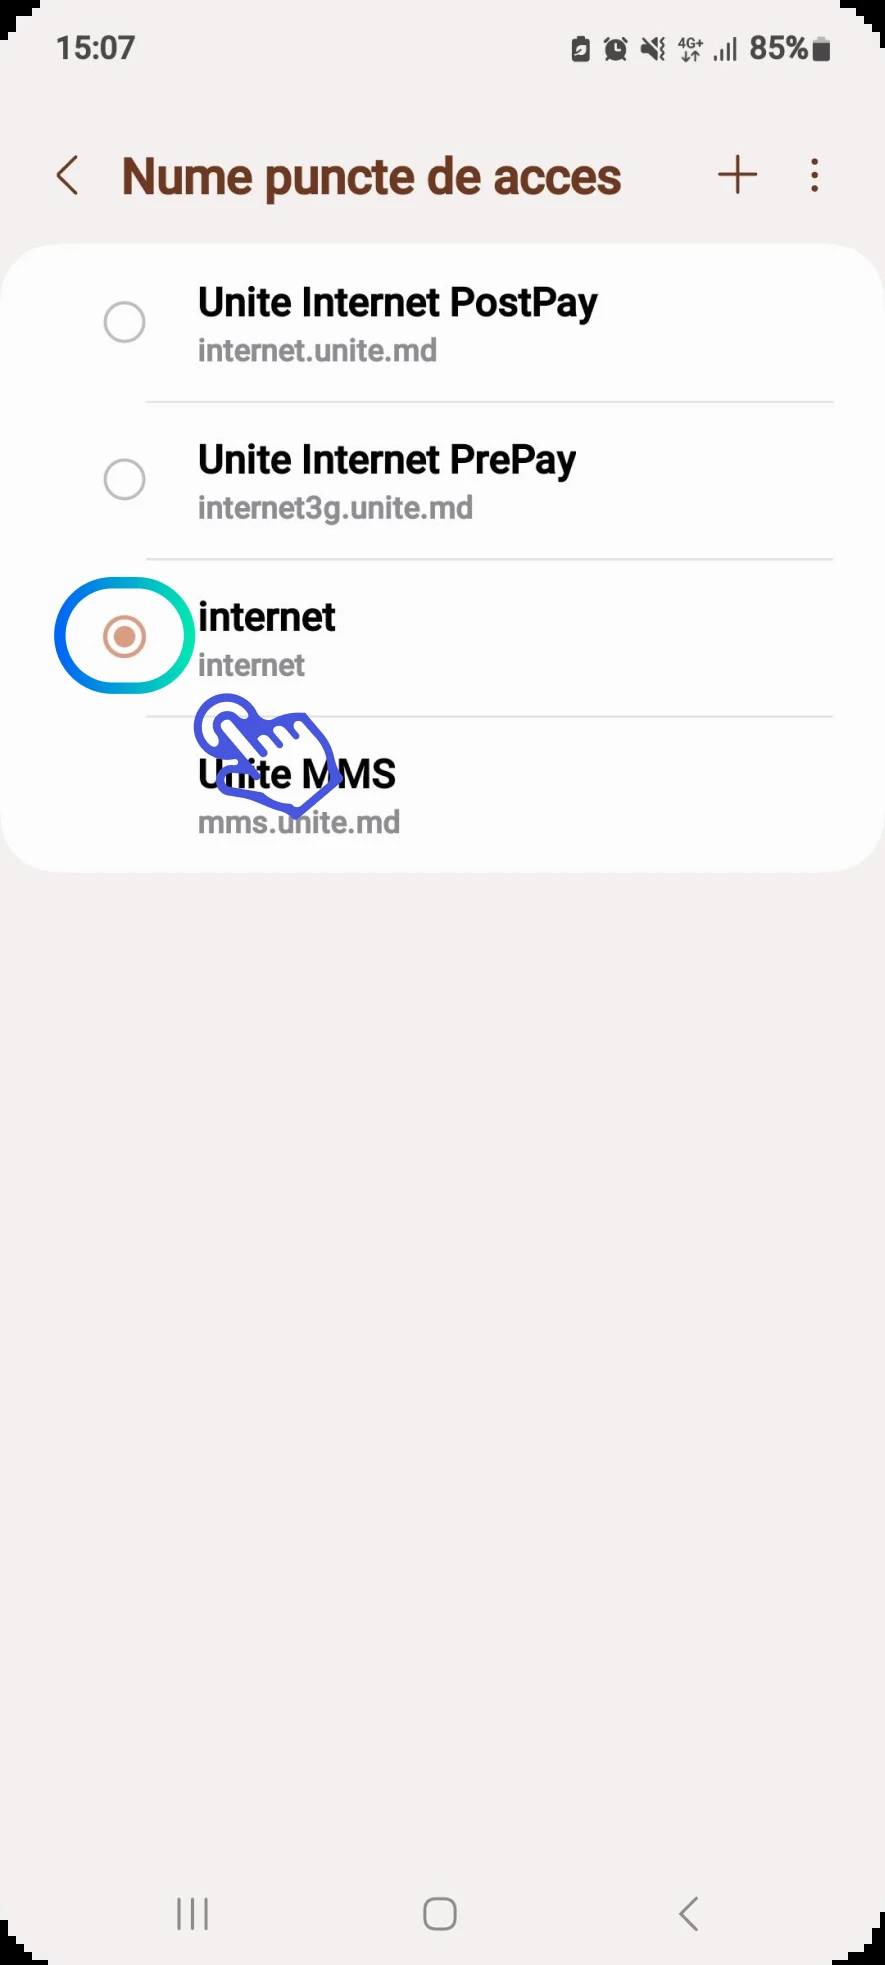 15:07
4G+
85%
Nume puncte de acces
Unite Internet PostPay
internet.unite.md
Unite Internet PrePay
internet3g.unite.md
internet
internet
Unite MMS
mms.unite.md